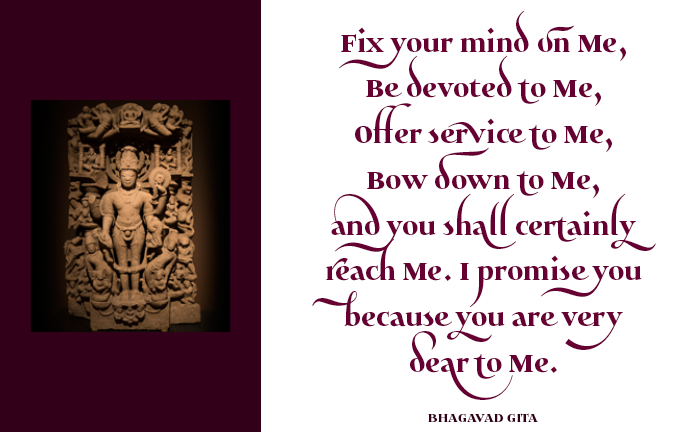 Fix your mind on Me,
Be devoted to Me,
Offer service to Me,
Bow down to Me,
and you shall certainly
reach Me. I promise you
because you are very
dear to Me.
BHAGAVAD GITA